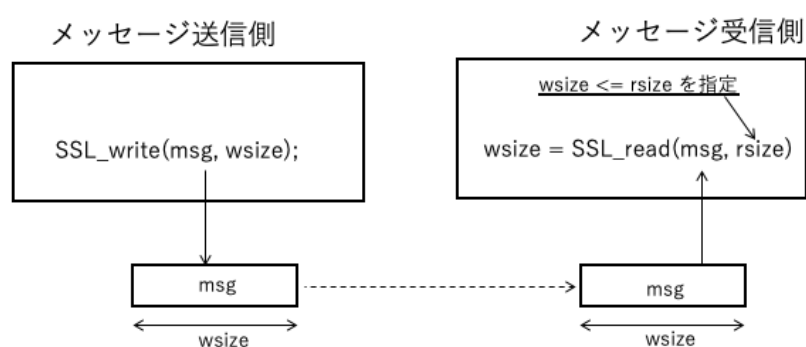 メッセージ送信側
メッセージ受信側
wsize <= rsize を指定
SSL_write(msg, wsize);
wsize = SSL_read(msg, rsize)
msg
msg
wsize
wsize